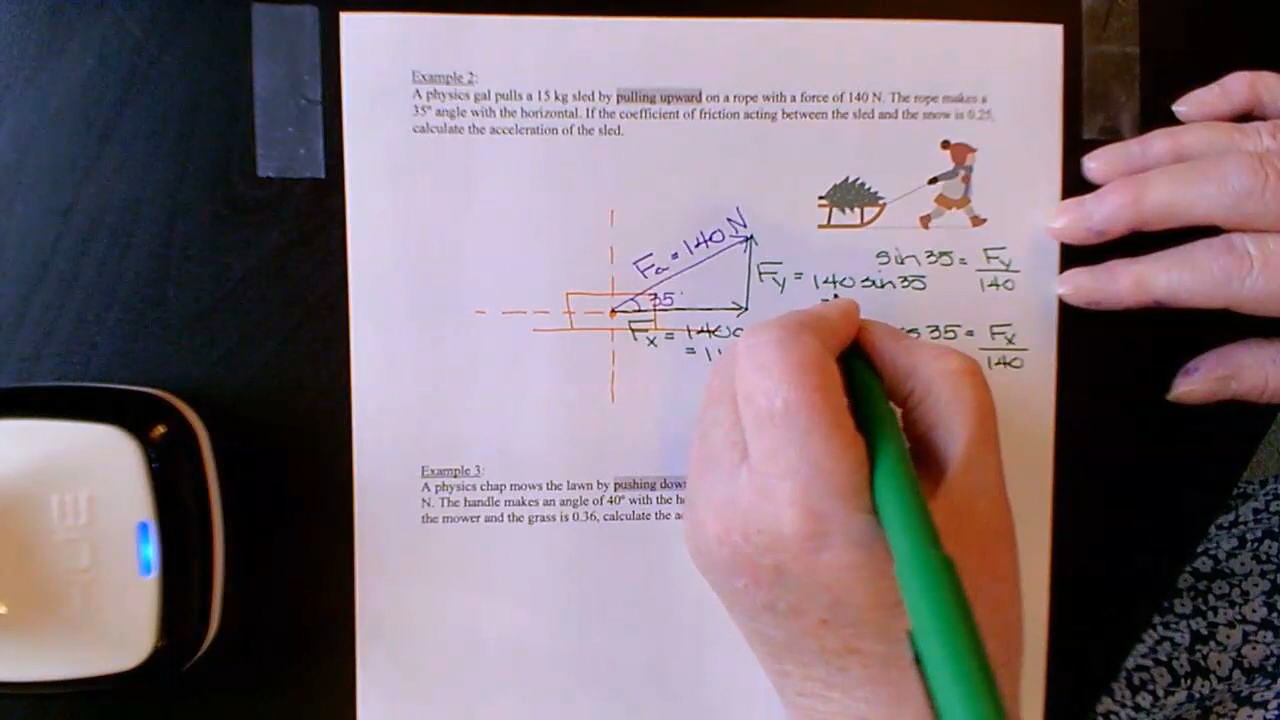 Example 2:
A physics gal pulls a 15 kg sled by pulling upward on a rope with a force of 140 N. The rope makes a
35° angle with the horizontal. If the coefficient of friction acting between the sled and the snow is 0.25,
calculate the acceleration of the sled.
Fa = 140 N
35°
Fy = 140 sin 35
sin 35 = Fy/140
Fx = 140
= 11
35 = Fx/140
Example 3:
A physics chap mows the lawn by pushing down
N. The handle makes an angle of 40° with the
the mower and the grass is 0.36, calculate the
HUE